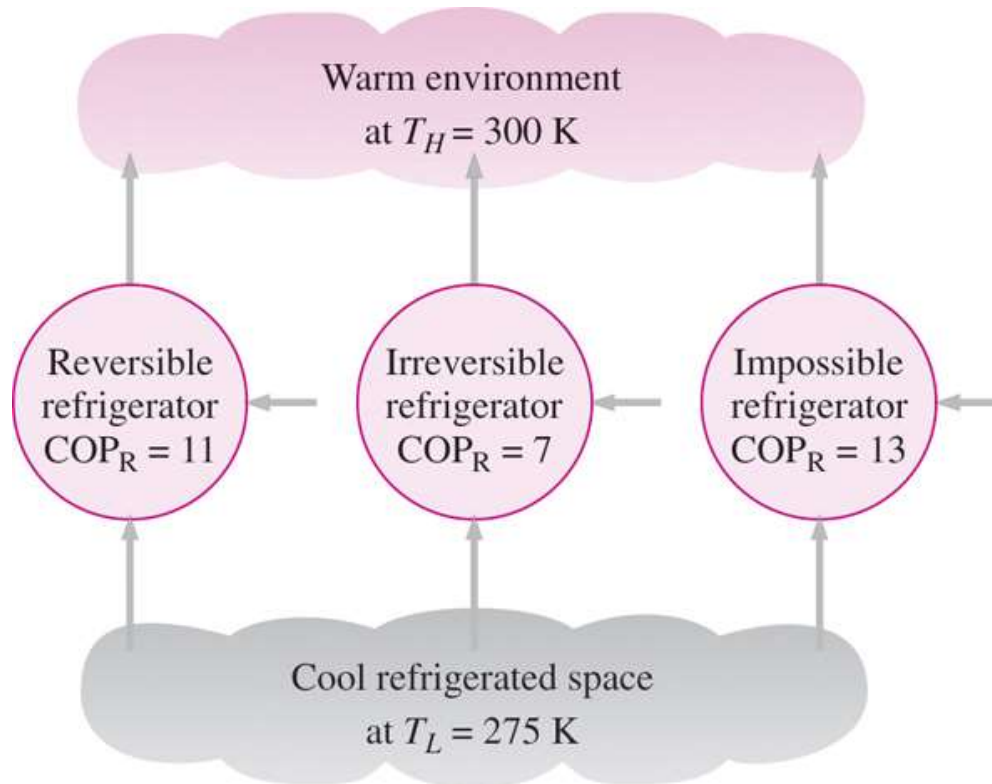 Warm environment
at T_H = 300 K
Reversible
refrigerator
COP_R = 11
Irreversible
refrigerator
COP_R = 7
Impossible
refrigerator
COP_R = 13
Cool refrigerated space
at T_L = 275 K